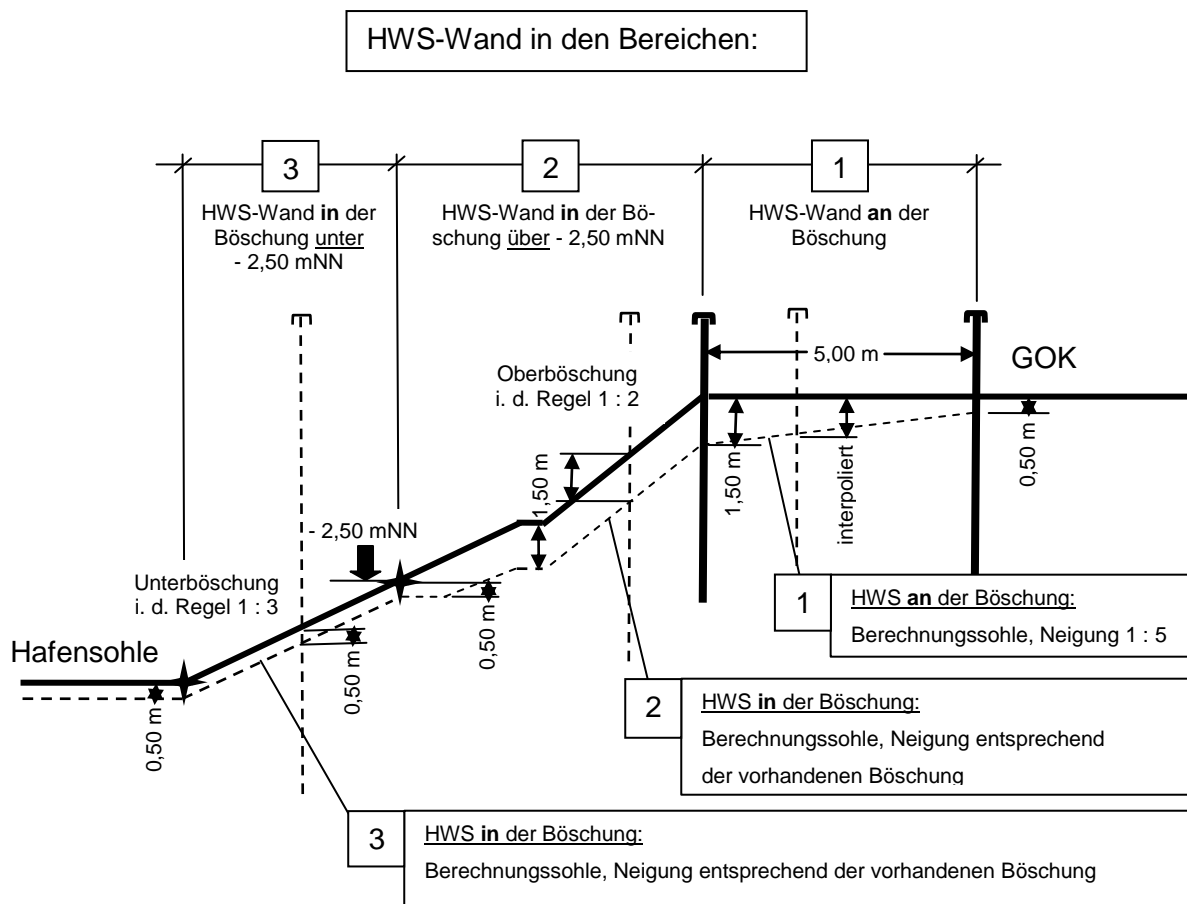 HWS-Wand in den Bereichen:
3
2
1
HWS-Wand in der
Böschung unter
- 2,50 mNN
HWS-Wand in der Bö-
schung über - 2,50 mNN
HWS-Wand an der
Böschung
5,00 m
GOK
Oberböschung
i. d. Regel 1 : 2
1,50 m
1,50 m
interpoliert
0,50 m
- 2,50 mNN
Unterböschung
i. d. Regel 1 : 3
0,50 m
0,50 m
Hafensohle
0,50 m
1
HWS an der Böschung:
Berechnungssohle, Neigung 1 : 5
2
HWS in der Böschung:
Berechnungssohle, Neigung entsprechend
der vorhandenen Böschung
3
HWS in der Böschung:
Berechnungssohle, Neigung entsprechend der vorhandenen Böschung